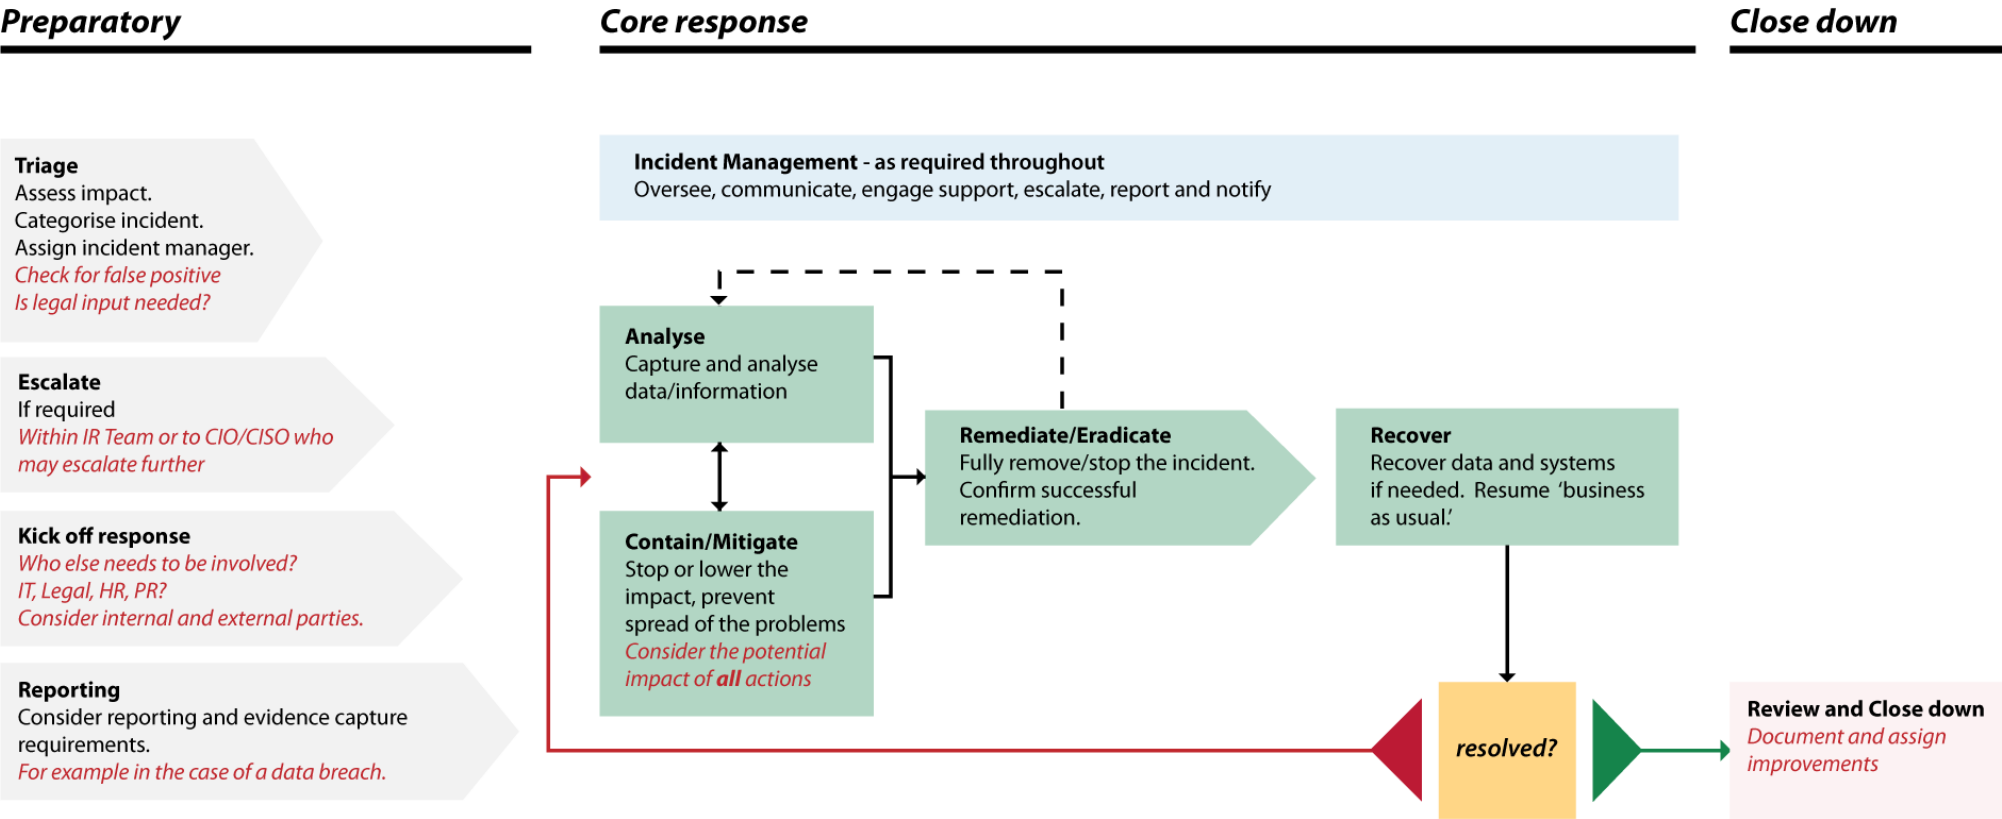 Preparatory
Core response
Close down
Triage
Assess impact.
Categorise incident.
Assign incident manager.
Check for false positive
Is legal input needed?
Escalate
If required
Within IR Team or to CIO/CISO who
may escalate further
Kick off response
Who else needs to be involved?
IT, Legal, HR, PR?
Consider internal and external parties.
Reporting
Consider reporting and evidence capture
requirements.
For example in the case of a data breach.
Incident Management - as required throughout
Oversee, communicate, engage support, escalate, report and notify
Analyse
Capture and analyse
data/information
Contain/Mitigate
Stop or lower the
impact, prevent
spread of the problems
Consider the potential
impact of all actions
Remediate/Eradicate
Fully remove/stop the incident.
Confirm successful
remediation.
Recover
Recover data and systems
if needed.  Resume ‘business
as usual.’
resolved?
Review and Close down
Document and assign
improvements